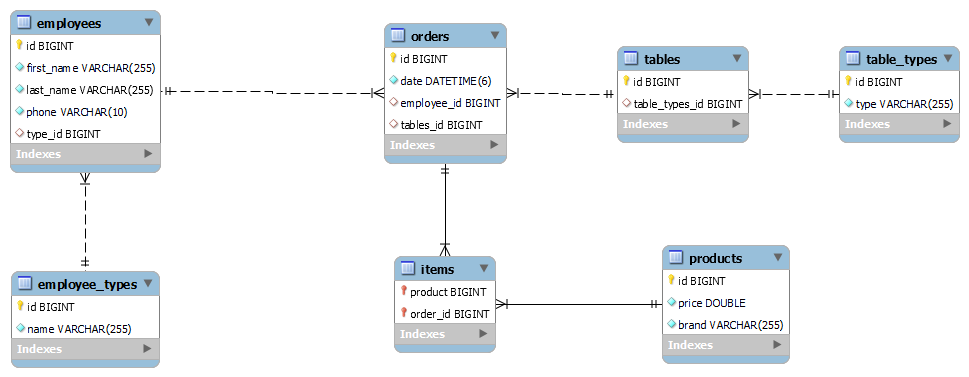 employees
id BIGINT
first_name VARCHAR(255)
last_name VARCHAR(255)
phone VARCHAR(10)
type_id BIGINT
Indexes
orders
id BIGINT
date DATETIME(6)
employee_id BIGINT
tables_id BIGINT
Indexes
tables
id BIGINT
table_types_id BIGINT
Indexes
table_types
id BIGINT
type VARCHAR(255)
Indexes
employee_types
id BIGINT
name VARCHAR(255)
Indexes
items
product BIGINT
order_id BIGINT
Indexes
products
id BIGINT
price DOUBLE
brand VARCHAR(255)
Indexes